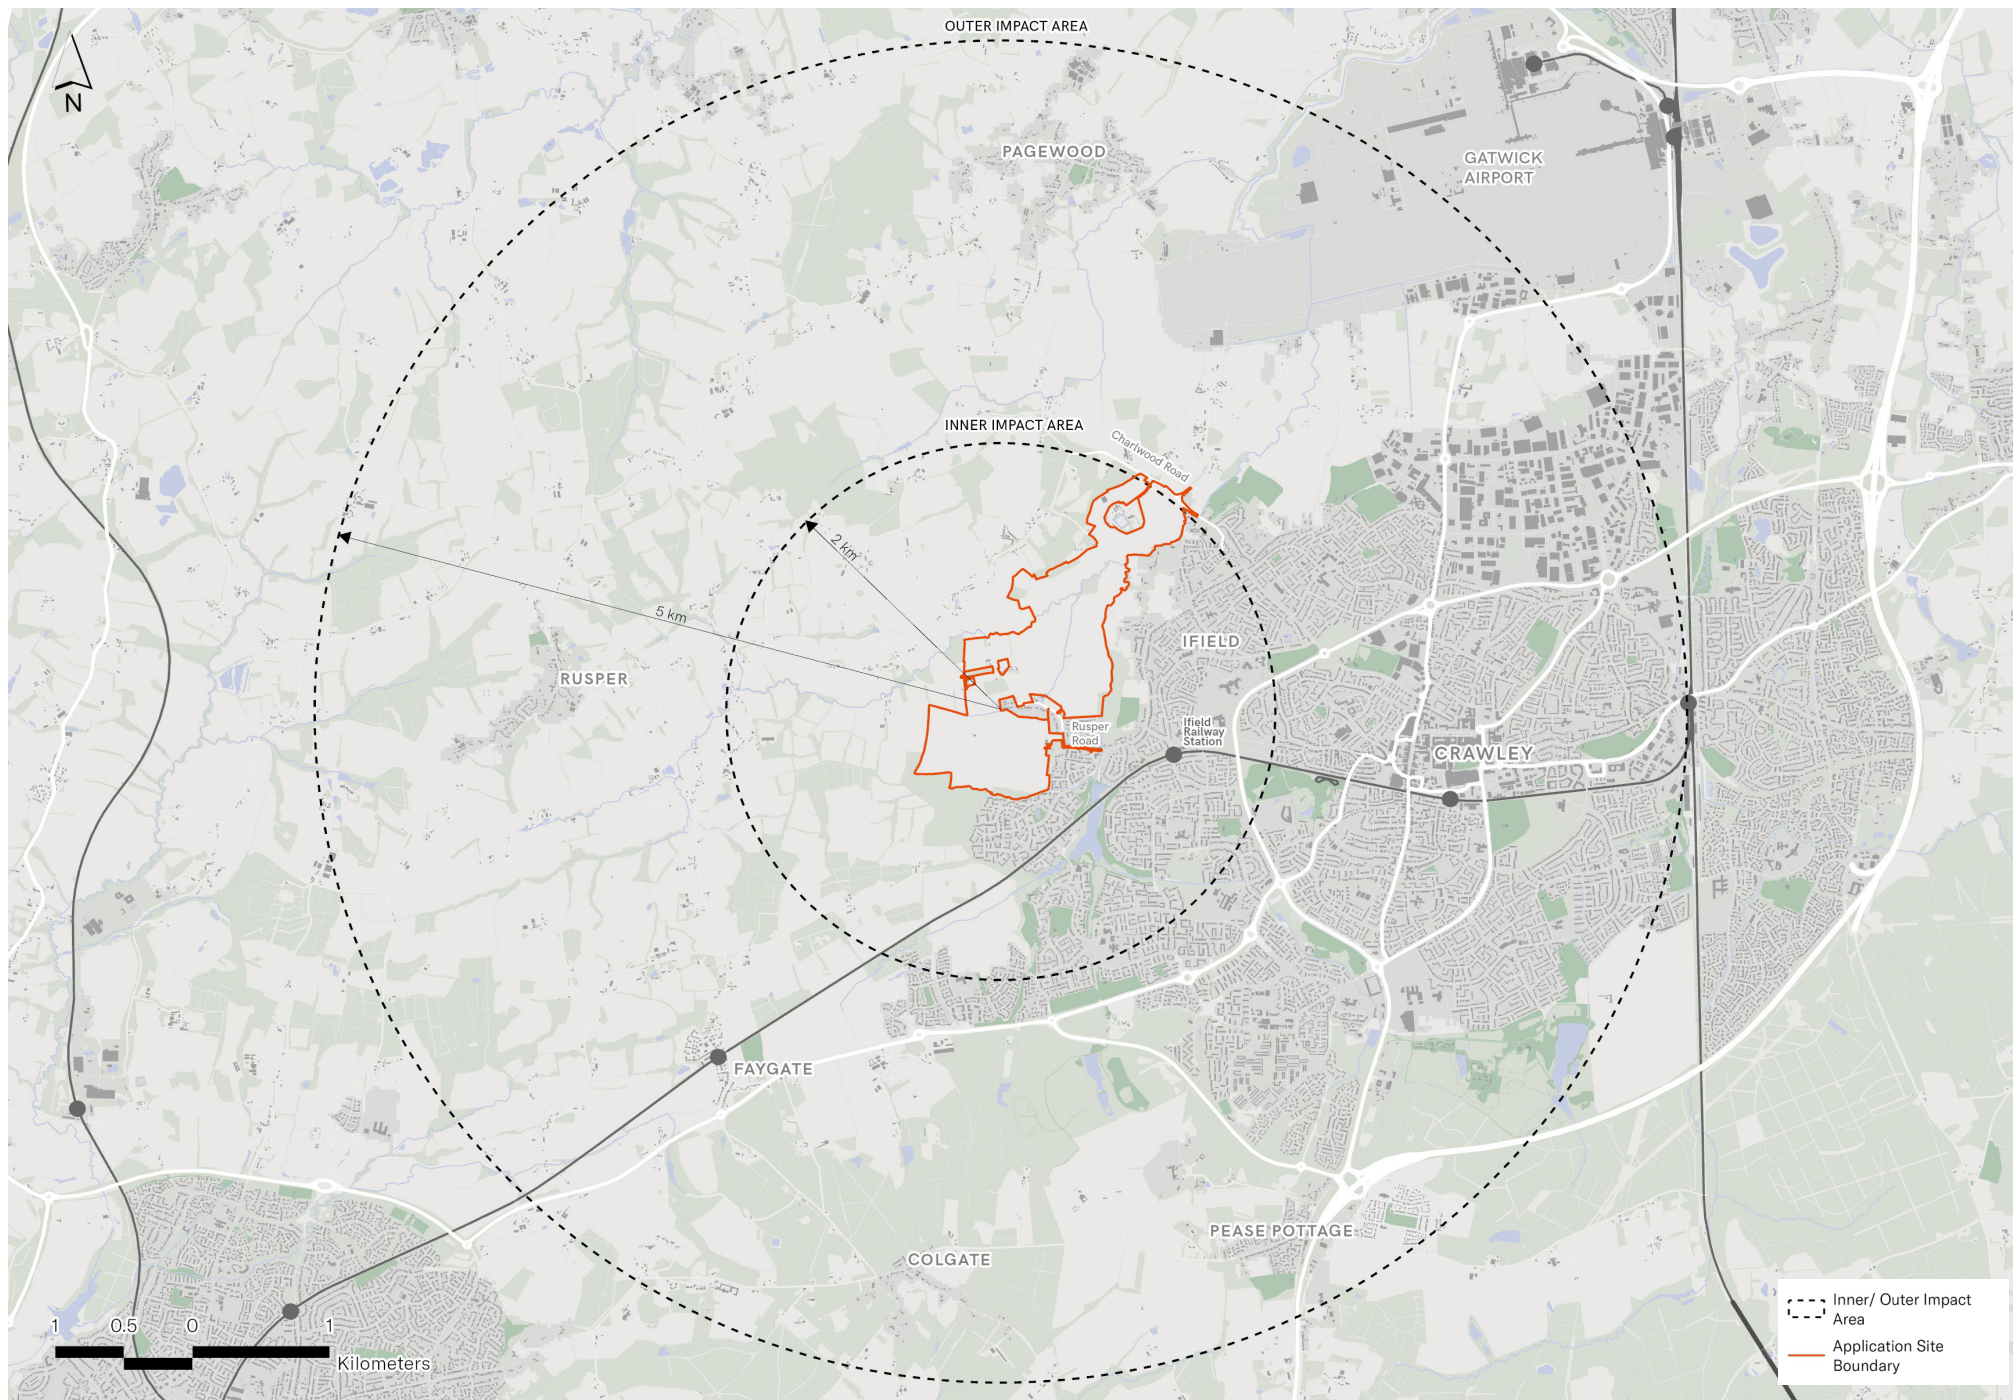 OUTER IMPACT AREA
N
PAGEWOOD
GATWICK
AIRPORT
INNER IMPACT AREA
Charlwood Road
2 km
5 km
IFIELD
RUSPER
Rusper
Road
Ifield
Railway
Station
CRAWLEY
FAYGATE
PEASE POTTAGE
COLGATE
1 0.5 0 1
Kilometers
Inner/ Outer Impact
Area
Application Site
Boundary